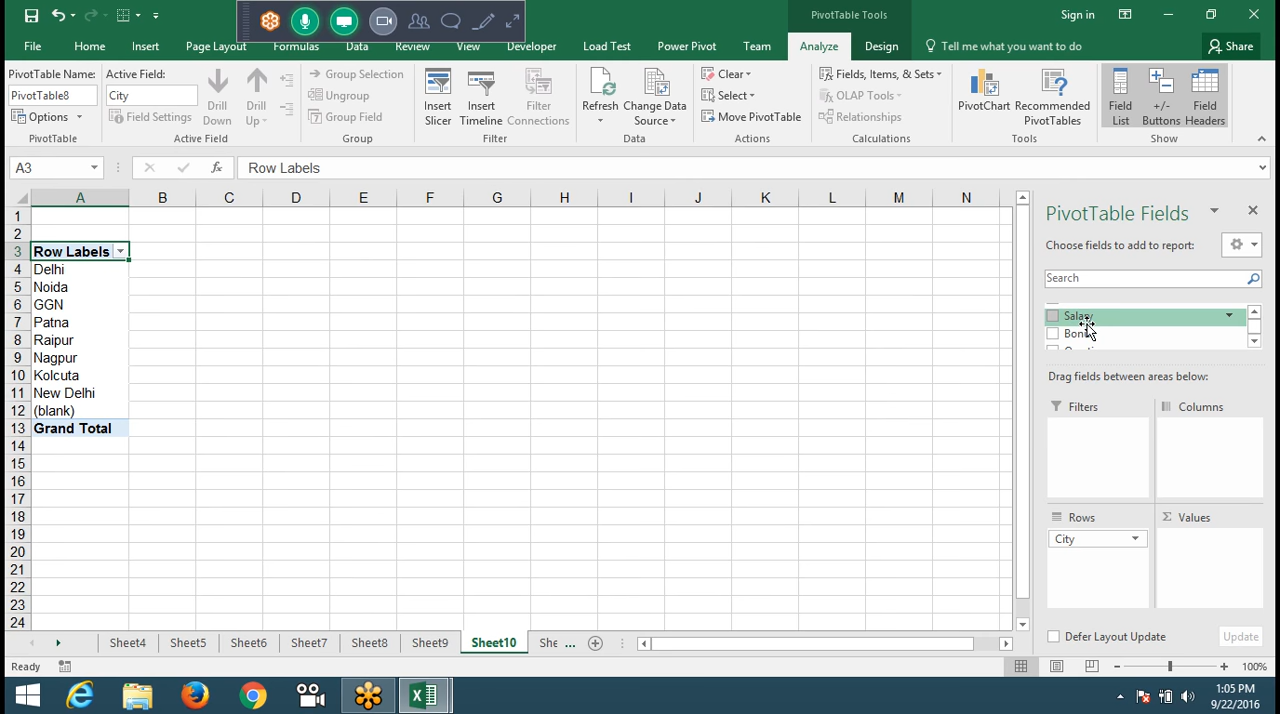 PivotTable Tools
Sign in
File Home Insert Page Layout Formulas Data Review View Developer Load Test Power Pivot Team Analyze Design Tell me what you want to do Share
PivotTable Name:
PivotTable8
Options
PivotTable
Active Field:
City
Field Settings
Drill Down
Drill Up
Active Field
Group Selection
Ungroup
Group Field
Group
Insert Slicer
Insert Timeline
Filter Connections
Filter
Refresh
Change Data Source
Data
Clear
Select
Move PivotTable
Actions
Fields, Items, & Sets
OLAP Tools
Relationships
Calculations
PivotChart
Recommended PivotTables
Tools
Field List
+/- Buttons
Field Headers
Show
A3 fx Row Labels
A B C D E F G H I J K L M N
1
2
3 Row Labels
4 Delhi
5 Noida
6 GGN
7 Patna
8 Raipur
9 Nagpur
10 Kolcuta
11 New Delhi
12 (blank)
13 Grand Total
14
15
16
17
18
19
20
21
22
23
24
PivotTable Fields
Choose fields to add to report:
Search
Salary
Drag fields between areas below:
Filters
Columns
Rows
City
Σ Values
Defer Layout Update
Update
Sheet4 Sheet5 Sheet6 Sheet7 Sheet8 Sheet9 Sheet10 She ...
Ready
100%
1:05 PM
9/22/2016